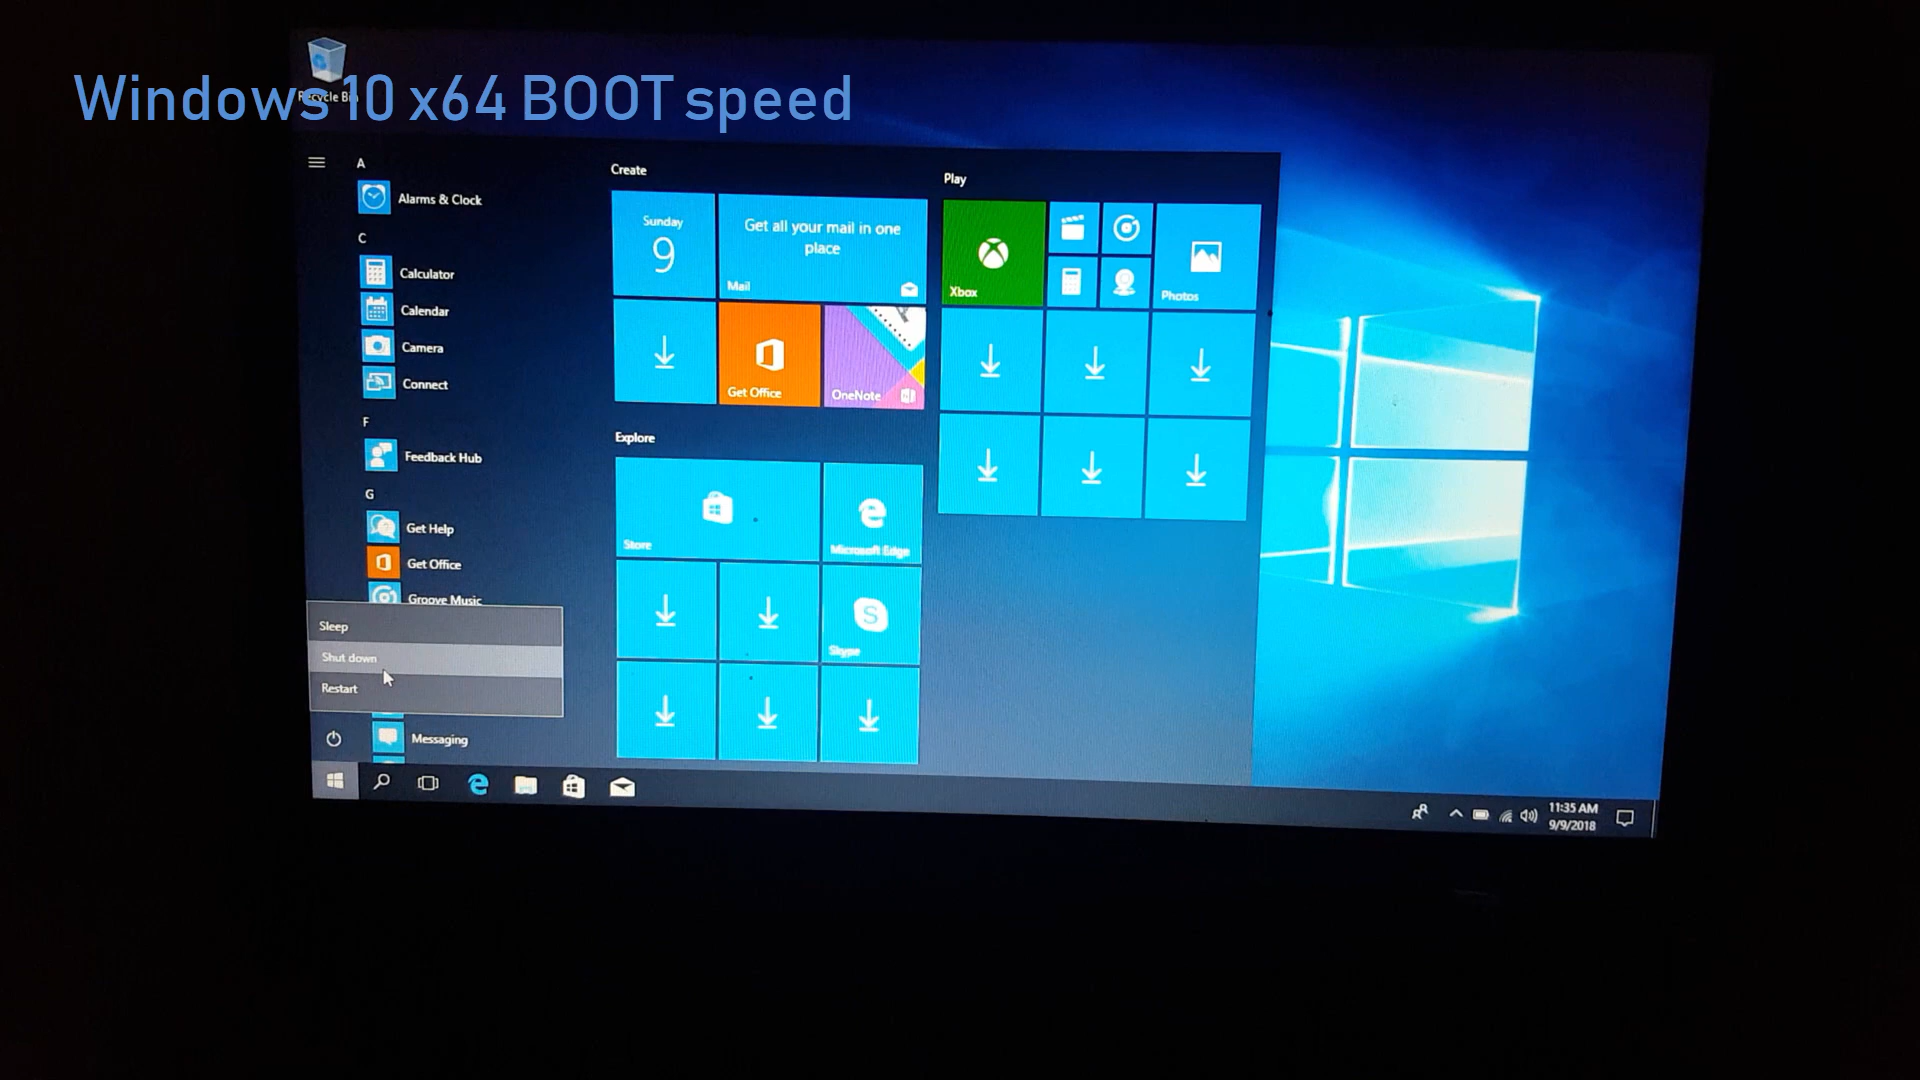 Windows 10 x64 BOOT speed
Recycle Bin
A
Alarms & Clock
C
Calculator
Calendar
Camera
Connect
F
Feedback Hub
G
Get Help
Get Office
Groove Music
Sleep
Shut down
Restart
Messaging
Create
Sunday
9
Get all your mail in one
place
Mail
Get Office
OneNote
Explore
Store
Microsoft Edge
Skype
Play
Xbox
Photos
11:35 AM
9/9/2018